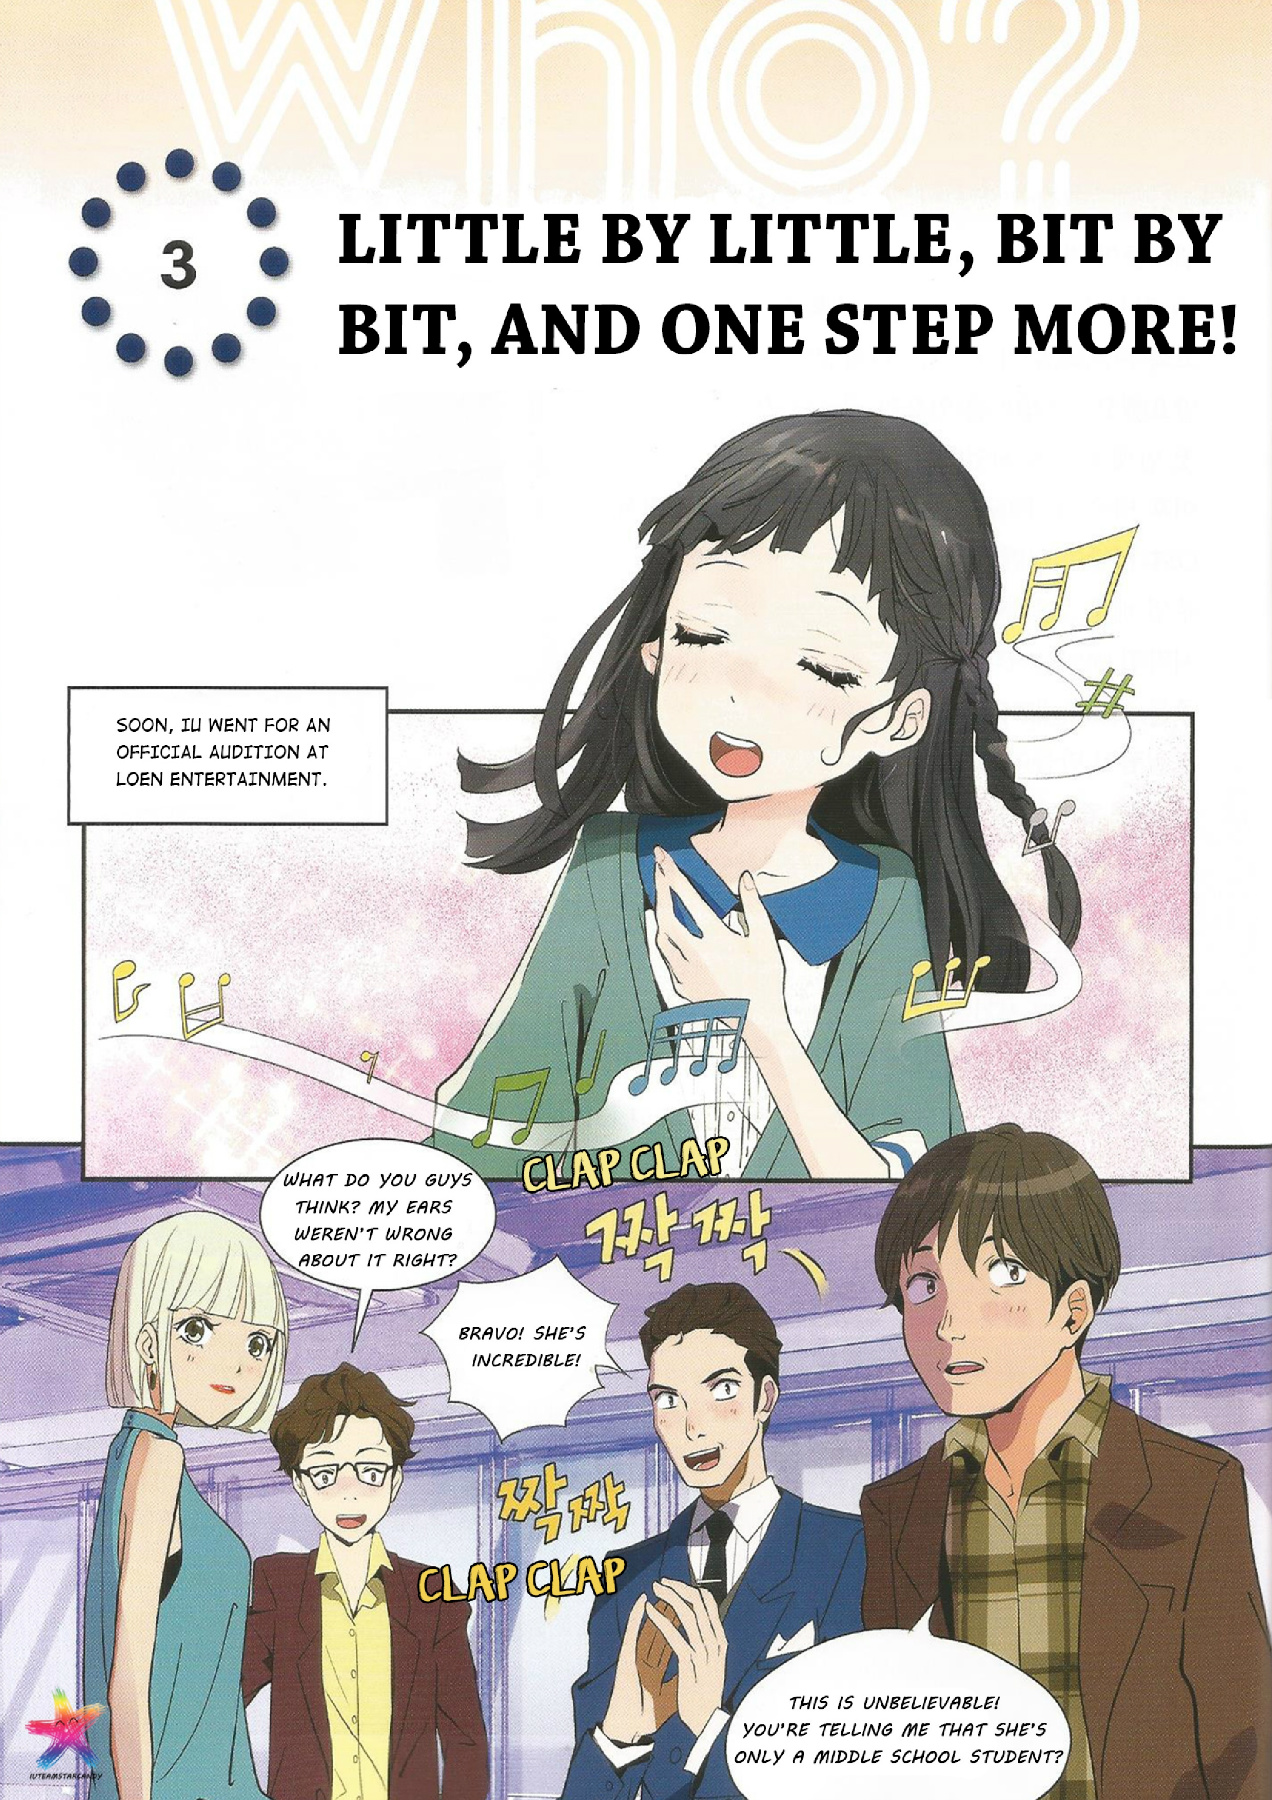 Who?
3
LITTLE BY LITTLE, BIT BY
BIT, AND ONE STEP MORE!
SOON, IU WENT FOR AN
OFFICIAL AUDITION AT
LOEN ENTERTAINMENT.
CLAP CLAP
짝 짝
WHAT DO YOU GUYS
THINK? MY EARS
WEREN'T WRONG
ABOUT IT RIGHT?
BRAVO! SHE'S
INCREDIBLE!
짝 짝
CLAP CLAP
THIS IS UNBELIEVABLE!
YOU'RE TELLING ME THAT SHE'S
ONLY A MIDDLE SCHOOL STUDENT?
IUTEAMSTARCANDY